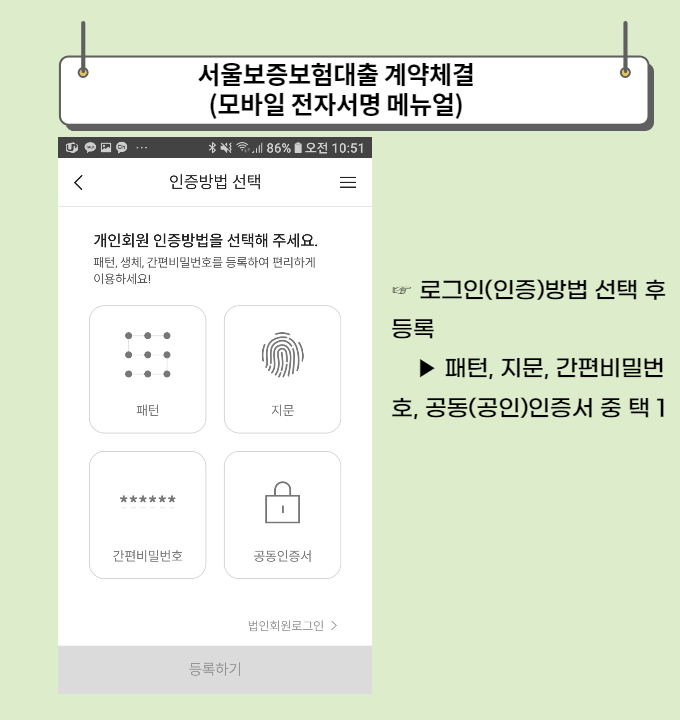 서울보증보험대출 계약체결
(모바일 전자서명 메뉴얼)
86% 오전 10:51
인증방법 선택
개인회원 인증방법을 선택해 주세요.
패턴, 생체, 간편비밀번호를 등록하여 편리하게
이용하세요!
패턴
지문
간편비밀번호
공동인증서
법인회원로그인 >
등록하기
☞ 로그인(인증)방법 선택 후
등록
▶ 패턴, 지문, 간편비밀번
호, 공동(공인)인증서 중 택 1